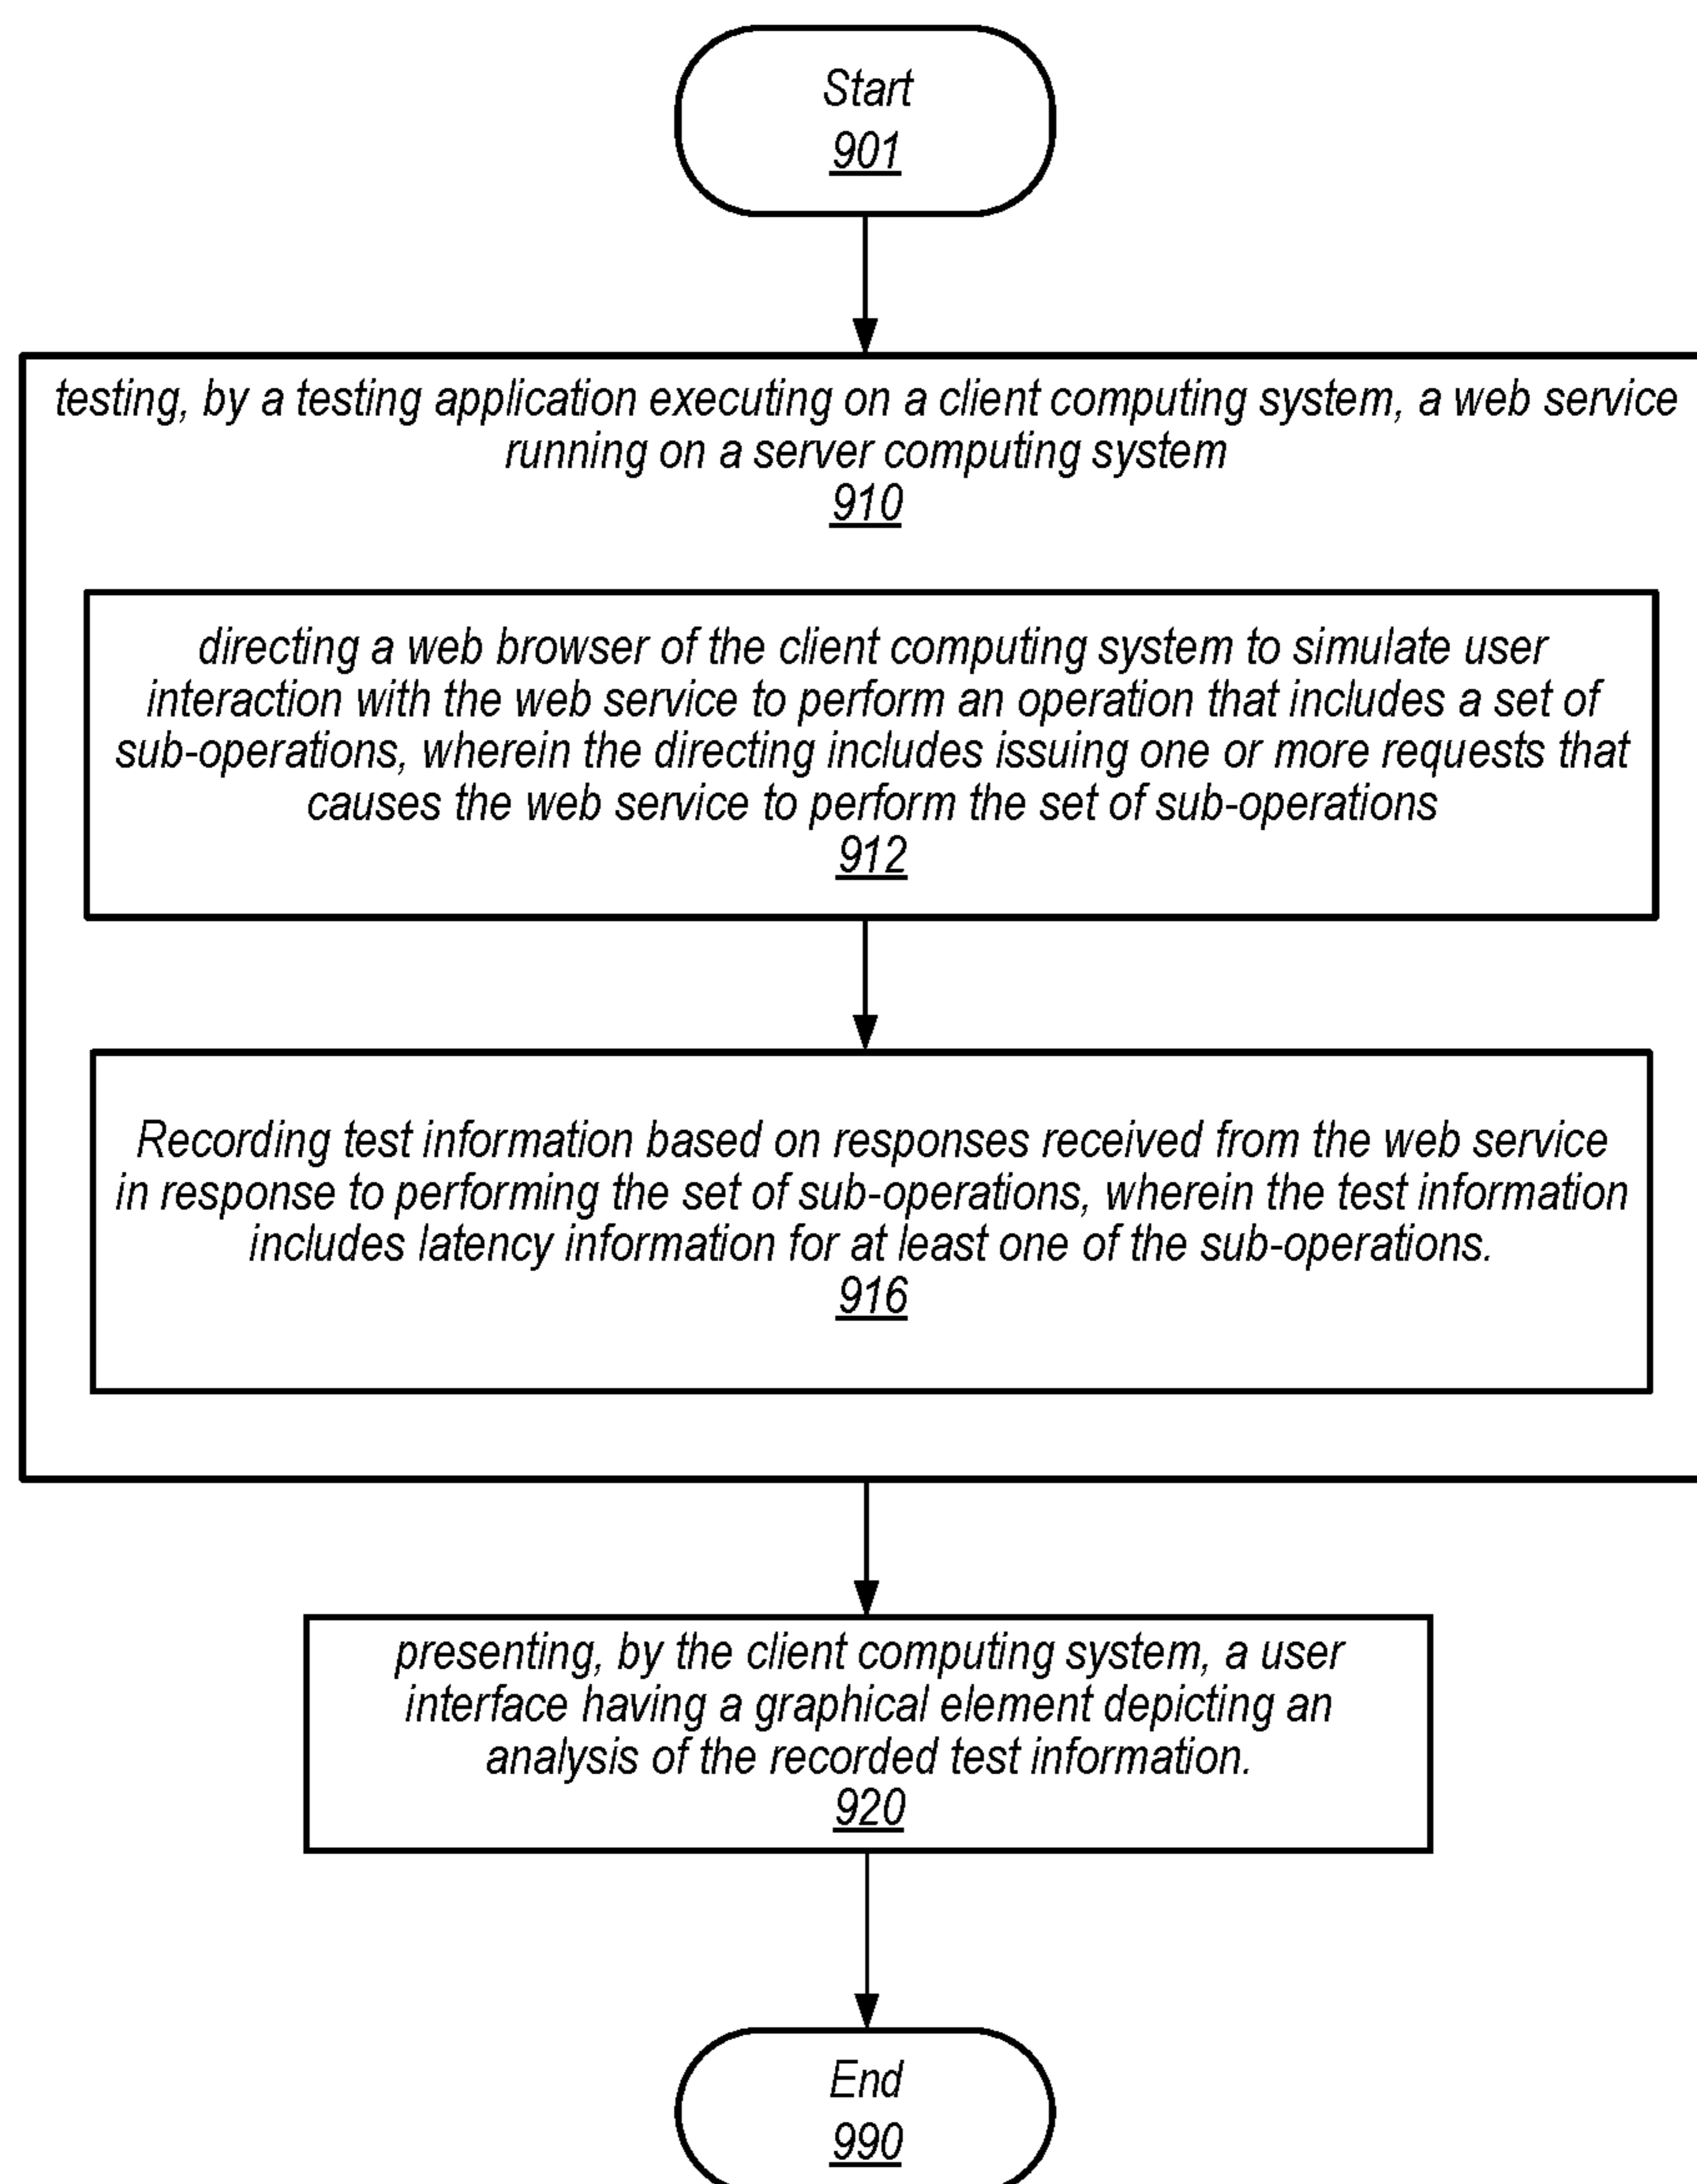 Start
901
testing, by a testing application executing on a client computing system, a web service
running on a server computing system
910
directing a web browser of the client computing system to simulate user
interaction with the web service to perform an operation that includes a set of
sub-operations, wherein the directing includes issuing one or more requests that
causes the web service to perform the set of sub-operations
912
Recording test information based on responses received from the web service
in response to performing the set of sub-operations, wherein the test information
includes latency information for at least one of the sub-operations.
916
presenting, by the client computing system, a user
interface having a graphical element depicting an
analysis of the recorded test information.
920
End
990